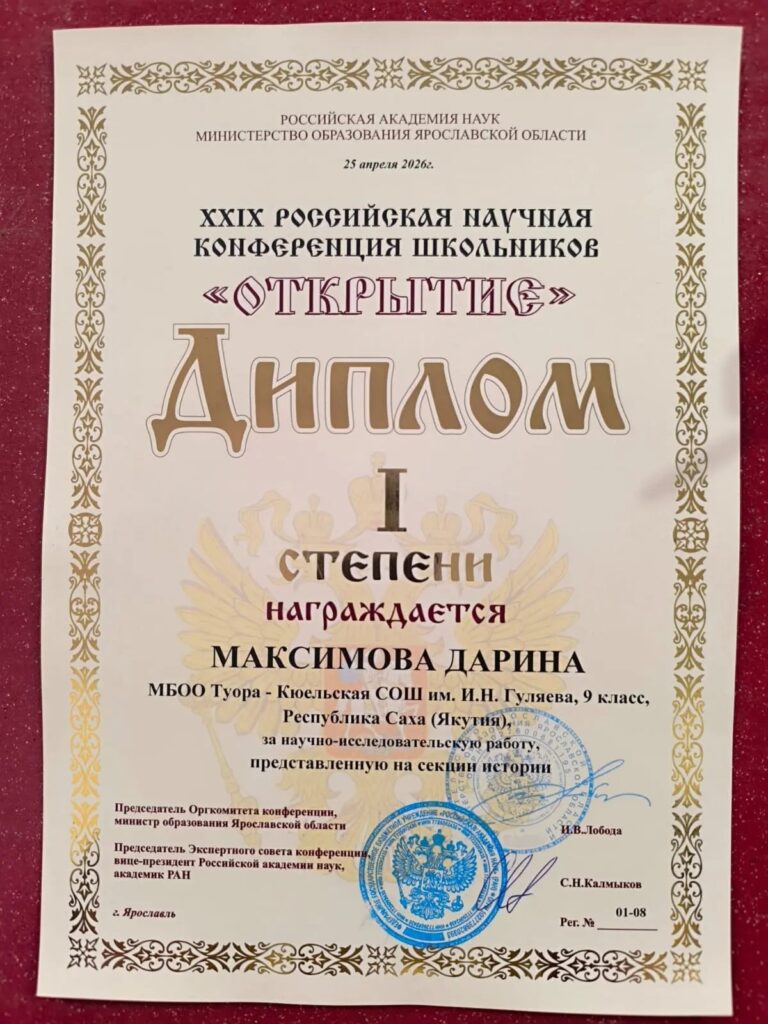 РОССИЙСКАЯ АКАДЕМИЯ НАУК
МИНИСТЕРСТВО ОБРАЗОВАНИЯ ЯРОСЛАВСКОЙ ОБЛАСТИ
25 апреля 2026г.
XXIX РОССИЙСКАЯ НАУЧНАЯ
КОНФЕРЕНЦИЯ ШКОЛЬНИКОВ
«ОТКРЫТИЕ»
Диплом
I
СТЕПЕНИ
НАГРАЖДАЕТСЯ
МАКСИМОВА ДАРИНА
МБОО Туора - Кюельская СОШ им. И.Н. Гуляева, 9 класс,
Республика Саха (Якутия),
за научно-исследовательскую работу,
представленную на секции истории
Председатель Оргкомитета конференции,
министр образования Ярославской области
И.В.Лобода
Председатель Экспертного совета конференции,
вице-президент Российской академии наук,
академик РАН
С.Н.Калмыков
г. Ярославль
Рег. № 01-08